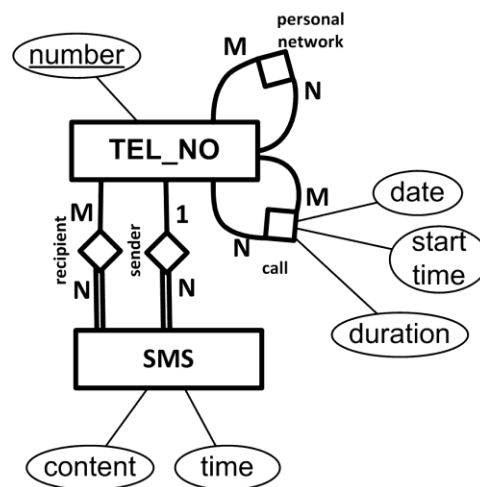 personal
network
M
number
N
TEL_NO
M
date
M
1
recipient
sender
N
start
time
call
N
N
duration
SMS
content
time